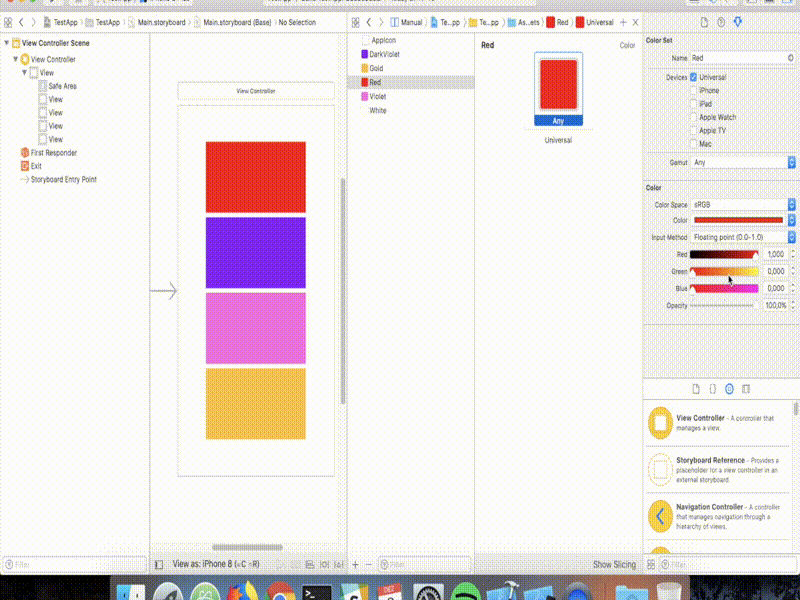 TestApp
TestApp
Main.storyboard
Main.storyboard (Base)
No Selection
Manual
Te...pp
Te...pp
As...ets
Red
Universal
View Controller Scene
View Controller
View
Safe Area
View
View
View
View
First Responder
Exit
Storyboard Entry Point
Filter
View Controller
View as: iPhone 8
AppIcon
DarkViolet
Gold
Red
Violet
White
Filter
Red
Color
Any
Universal
Show Slicing
Color Set
Name Red
Devices Universal
iPhone
iPad
Apple Watch
Apple TV
Mac
Gamut Any
Color
Color Space sRGB
Color
Input Method Floating point (0.0-1.0)
Red 1,000
Green 0,000
Blue 0,000
Opacity 100,0%
View Controller - A controller that
manages a view.
Storyboard Reference - Provides a
placeholder for a view controller in an
external storyboard.
Navigation Controller - A controller
that manages navigation through a
hierarchy of views.
Filter